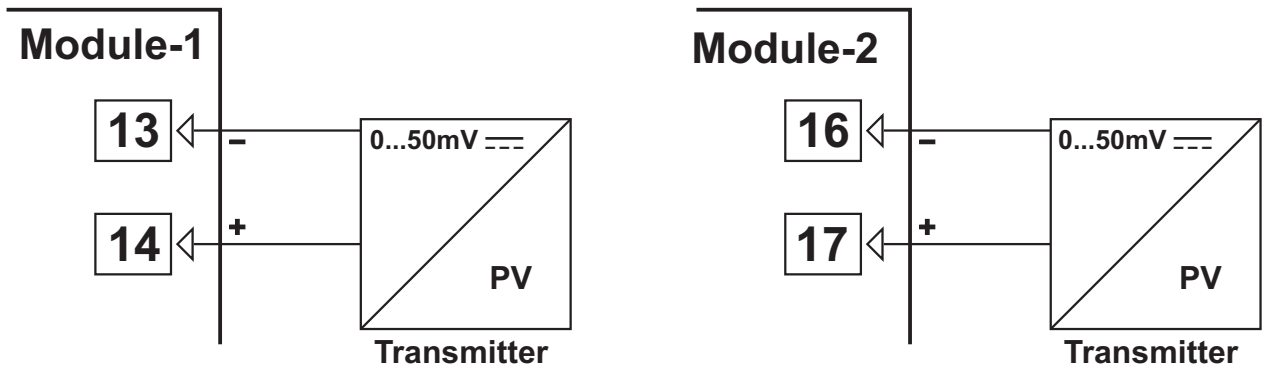 Module-1
13
-
0...50mV
14
+
PV
Transmitter
Module-2
16
-
0...50mV
17
+
PV
Transmitter